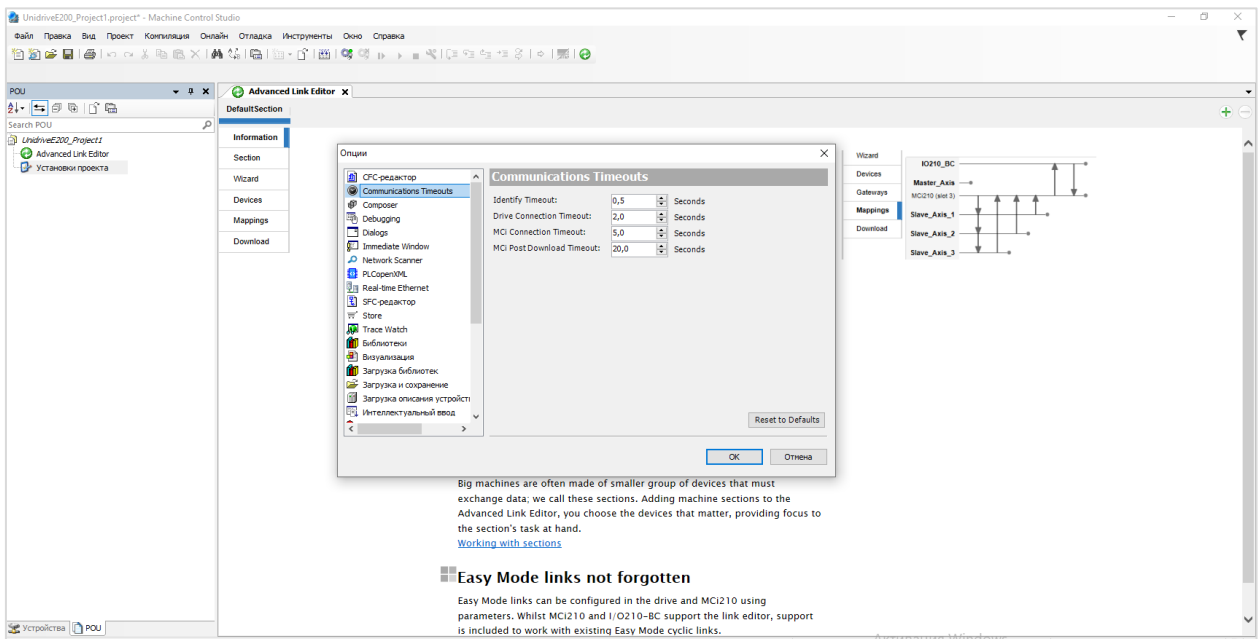 UnidriveE200_Project1.project* - Machine Control Studio
Файл Правка Вид Проект Компиляция Онлайн Отладка Инструменты Окно Справка
POU
Search POU
UnidriveE200_Project1
Advanced Link Editor
Установки проекта
Advanced Link Editor
DefaultSection
Information
Section
Wizard
Devices
Mappings
Download
Опции
CFC-редактор
Communications Timeouts
Composer
Debugging
Dialogs
Immediate Window
Network Scanner
PLCopenXML
Real-time Ethernet
SFC-редактор
Store
Trace Watch
Библиотеки
Визуализация
Загрузка библиотек
Загрузка и сохранение
Загрузка описания устройст
Интеллектуальный ввод
Communications Timeouts
Identify Timeout: 0,5 Seconds
Drive Connection Timeout: 2,0 Seconds
MCi Connection Timeout: 5,0 Seconds
MCi Post Download Timeout: 20,0 Seconds
Reset to Defaults
OK Отмена
Wizard
Devices
Gateways
Mappings
Download
IO210_BC
Master_Axis
MCi210 (slot 3)
Slave_Axis_1
Slave_Axis_2
Slave_Axis_3
Big machines are often made of smaller group of devices that must
exchange data; we call these sections. Adding machine sections to the
Advanced Link Editor, you choose the devices that matter, providing focus to
the section's task at hand.
Working with sections
Easy Mode links not forgotten
Easy Mode links can be configured in the drive and MCi210 using
parameters. Whilst MCi210 and I/O210-BC support the link editor, support
is included to work with existing Easy Mode cyclic links.
Устройства POU